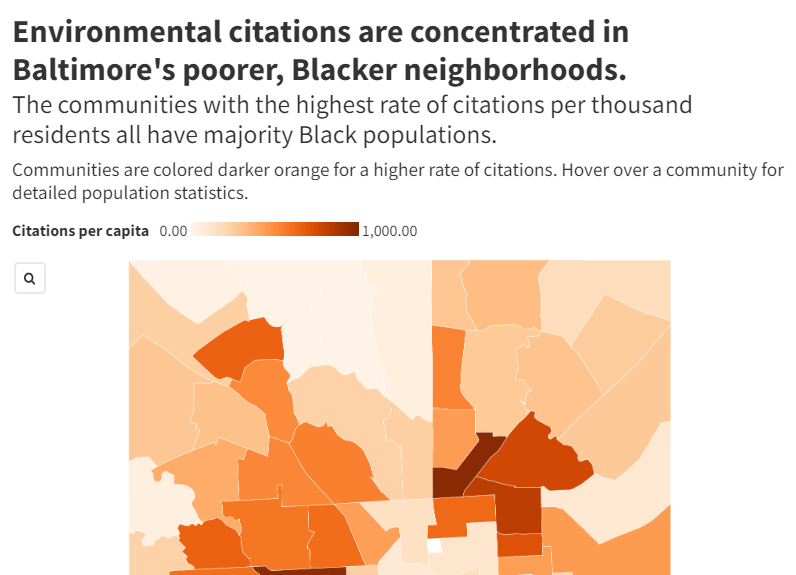 Environmental citations are concentrated in
Baltimore's poorer, Blacker neighborhoods.
The communities with the highest rate of citations per thousand
residents all have majority Black populations.
Communities are colored darker orange for a higher rate of citations. Hover over a community for
detailed population statistics.
Citations per capita 0.00 1,000.00